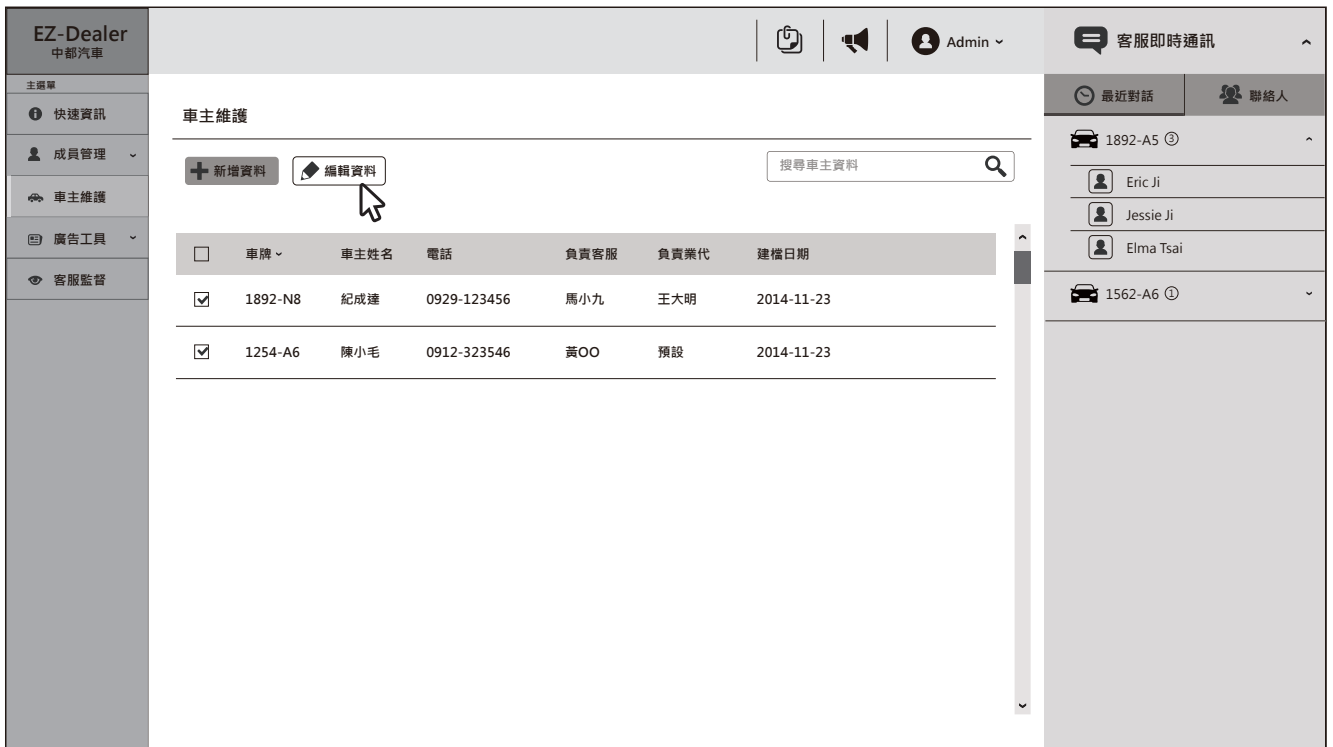 EZ-Dealer
中都汽車
主選單
快速資訊
成員管理
車主維護
廣告工具
客服監督
Admin
車主維護
新增資料
編輯資料
搜尋車主資料
車牌 車主姓名 電話 負責客服 負責業代 建檔日期
1892-N8 紀成達 0929-123456 馬小九 王大明 2014-11-23
1254-A6 陳小毛 0912-323546 黃OO 預設 2014-11-23
客服即時通訊
最近對話 聯絡人
1892-A5 ③
Eric Ji
Jessie Ji
Elma Tsai
1562-A6 ①